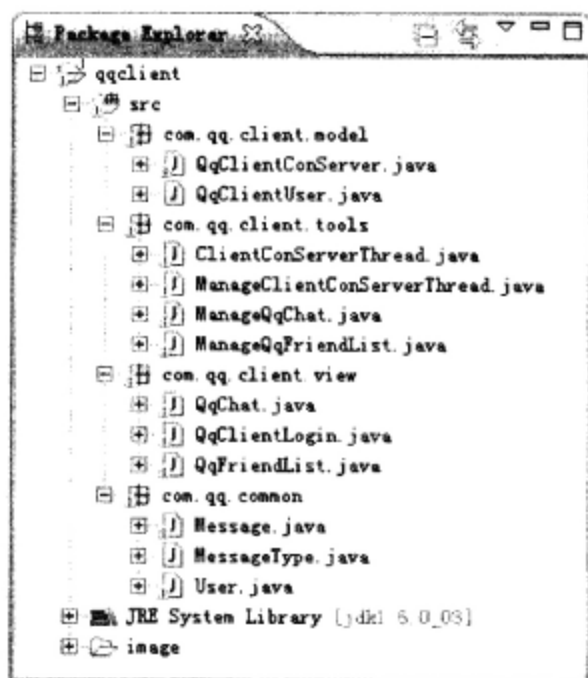 Package Explorer
qqclient
src
com.qq.client.model
QqClientConServer.java
QqClientUser.java
com.qq.client.tools
ClientConServerThread.java
ManageClientConServerThread.java
ManageQqChat.java
ManageQqFriendList.java
com.qq.client.view
QqChat.java
QqClientLogin.java
QqFriendList.java
com.qq.common
Message.java
MessageType.java
User.java
JRE System Library [jdk1.6.0_03]
image